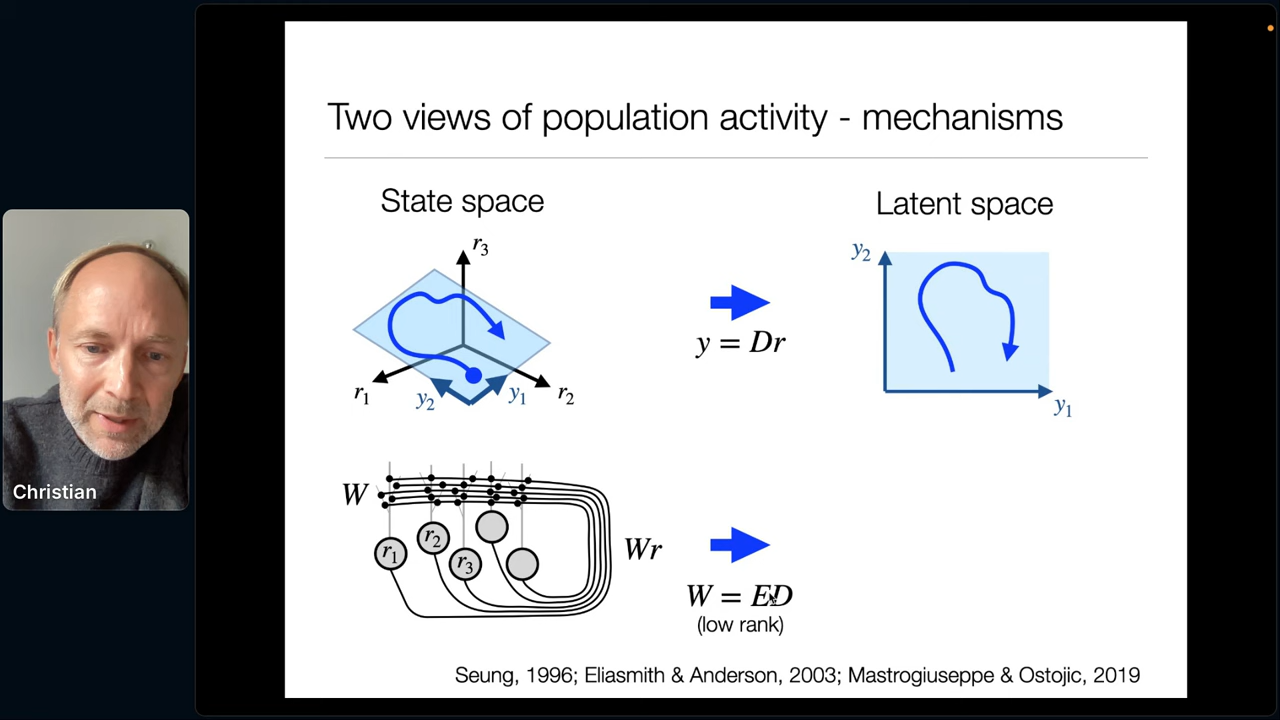 Two views of population activity - mechanisms
State space
Latent space
r3
r1
r2
y2
y1
y = Dr
y2
y1
W
r1
r2
r3
Wr
W = ED
(low rank)
Seung, 1996; Eliasmith & Anderson, 2003; Mastrogiuseppe & Ostojic, 2019
Christian